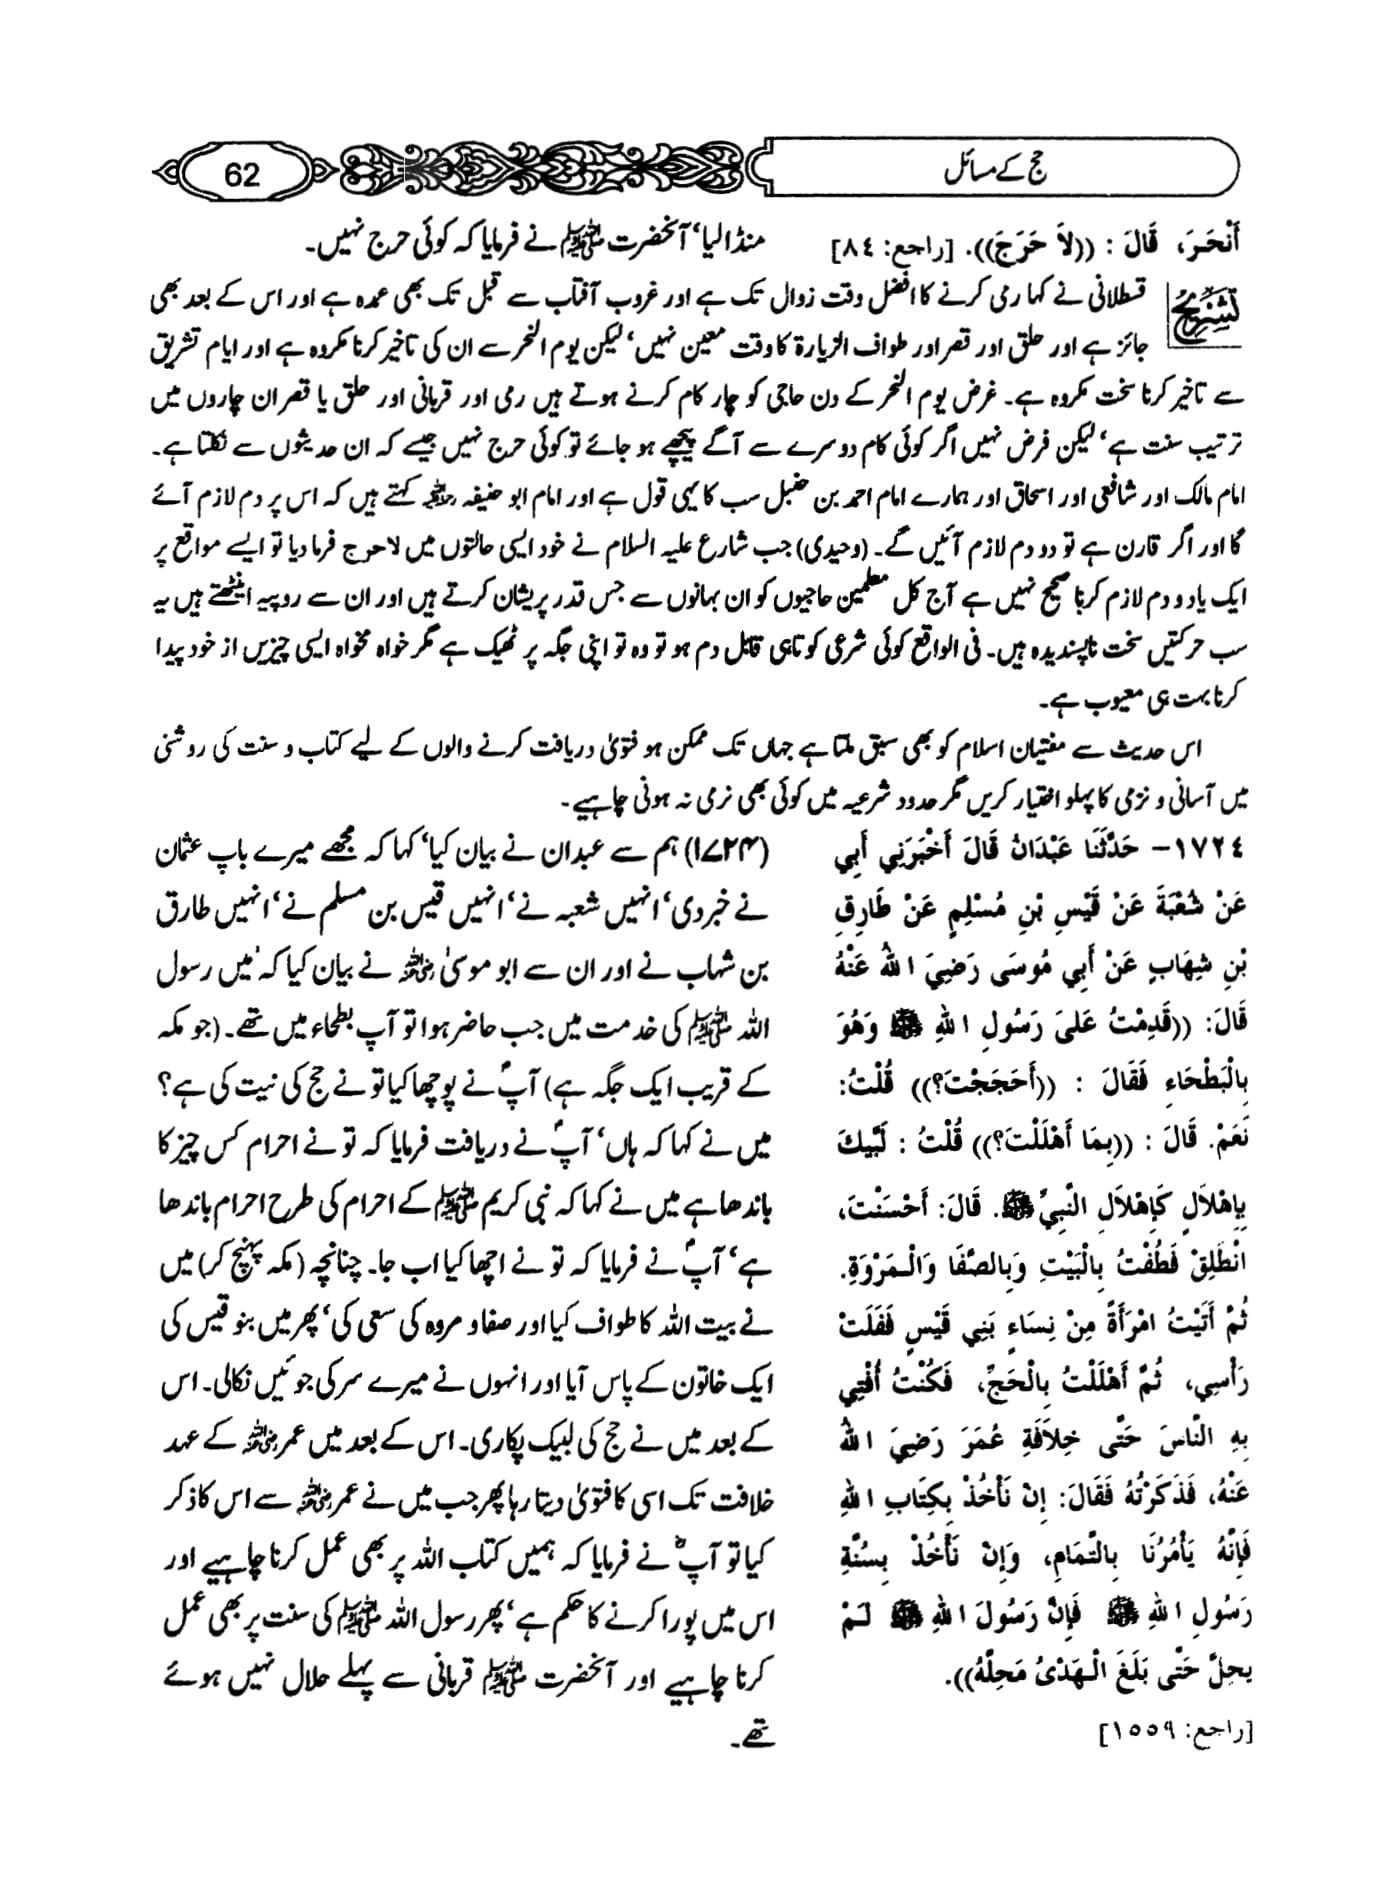 حج کے مسائل
62
أَنْحَرَ، قَالَ : ((لاَ حَرَجَ)). [راجع: ٨٤]
منڈا لیا‘ آنحضرت ﷺ نے فرمایا کہ کوئی حرج نہیں۔
تشریح
قسطلانی نے کہا رمی کرنے کا افضل وقت زوال تک ہے اور غروب آفتاب سے قبل تک بھی عمدہ ہے اور اس کے بعد بھی
جائز ہے اور حلق اور قصر اور طواف الزیارۃ کا وقت معین نہیں‘ لیکن یوم النحر سے ان کی تاخیر کرنا مکروہ ہے اور ایام تشریق
سے تاخیر کرنا سخت مکروہ ہے۔ غرض یوم النحر کے دن حاجی کو چار کام کرنے ہوتے ہیں رمی اور قربانی اور حلق یا قصر ان چاروں میں
ترتیب سنت ہے‘ لیکن فرض نہیں اگر کوئی کام دوسرے سے آگے پیچھے ہو جائے تو کوئی حرج نہیں جیسے کہ ان حدیثوں سے نکلتا ہے۔
امام مالک اور شافعی اور اسحاق اور ہمارے امام احمد بن حنبل سب کا یہی قول ہے اور امام ابو حنیفہ رحمۃ اللہ علیہ کہتے ہیں کہ اس پر دم لازم آئے
گا اور اگر قارن ہے تو دو دم لازم آئیں گے۔ (وحیدی) جب شارع علیہ السلام نے خود ایسی حالتوں میں لا حرج فرما دیا تو ایسے مواقع پر
ایک یا دو دم لازم کرنا صحیح نہیں ہے آج کل معلمین حاجیوں کو ان بہانوں سے جس قدر پریشان کرتے ہیں اور ان سے روپیہ اینٹھتے ہیں یہ
سب حرکتیں سخت ناپسندیدہ ہیں۔ فی الواقع کوئی شرعی کوتاہی قابل دم ہو تو وہ تو اپنی جگہ پر ٹھیک ہے مگر خواہ مخواہ ایسی چیزیں از خود پیدا
کرنا بہت ہی معیوب ہے۔
اس حدیث سے مفتیان اسلام کو بھی سبق ملتا ہے جہاں تک ممکن ہو فتویٰ دریافت کرنے والوں کے لیے کتاب و سنت کی روشنی
میں آسانی و نرمی کا پہلو اختیار کریں مگر حدود شرعیہ میں کوئی بھی نرمی نہ ہونی چاہیے۔
١٧٢٤– حَدَّثَنَا عَبْدَانُ قَالَ أَخْبَرَنِي أَبِي
عَنْ شُعْبَةَ عَنْ قَيْسِ بْنِ مُسْلِمٍ عَنْ طَارِقِ
بْنِ شِهَابٍ عَنْ أَبِي مُوسَى رَضِيَ اللهُ عَنْهُ
قَالَ: ((قَدِمْتُ عَلَى رَسُولِ اللهِ ﷺ وَهُوَ
بِالْبَطْحَاءِ فَقَالَ : ((أَحَجَجْتَ؟)) قُلْتُ:
نَعَمْ. قَالَ : ((بِمَا أَهْلَلْتَ؟)) قُلْتُ : لَبَّيكَ
بِإِهْلاَلٍ كَإِهْلاَلِ النَّبِيِّ ﷺ. قَالَ: أَحْسَنْتَ،
انْطَلِقْ فَطُفْتُ بِالْبَيْتِ وَبِالصَّفَا وَالْمَرْوَةِ.
ثُمَّ أَتَيْتُ امْرَأَةً مِنْ نِسَاءِ بَنِي قَيْسٍ فَفَلَتْ
رَأْسِي، ثُمَّ أَهْلَلْتُ بِالْحَجِّ، فَكُنْتُ أُفْتِي
بِهِ النَّاسَ حَتَّى خِلاَفَةِ عُمَرَ رَضِيَ اللهُ
عَنْهُ، فَذَكَرْتُهُ فَقَالَ: إِنْ نَأْخُذْ بِكِتَابِ اللهِ
فَإِنَّهُ يَأْمُرُنَا بِالتَّمَامِ، وَإِنْ نَأْخُذْ بِسُنَّةِ
رَسُولِ اللهِ ﷺ فَإِنَّ رَسُولَ اللهِ ﷺ لَمْ
يحِلَّ حَتَّى بَلَغَ الْهَدْىُ مَحِلَّهُ)).
[راجع: ١٥٥٩]
(۱۷۲۴) ہم سے عبدان نے بیان کیا‘ کہا کہ مجھے میرے باپ عثمان
نے خبر دی‘ انہیں شعبہ نے‘ انہیں قیس بن مسلم نے‘ انہیں طارق
بن شہاب نے اور ان سے ابو موسیٰ رضی اللہ عنہ نے بیان کیا کہ میں رسول
اللہ ﷺ کی خدمت میں جب حاضر ہوا تو آپ بطحاء میں تھے۔ (جو مکہ
کے قریب ایک جگہ ہے) آپؐ نے پوچھا کیا تو نے حج کی نیت کی ہے؟
میں نے کہا کہ ہاں‘ آپؐ نے دریافت فرمایا کہ تو نے احرام کس چیز کا
باندھا ہے میں نے کہا کہ نبی کریم ﷺ کے احرام کی طرح احرام باندھا
ہے‘ آپؐ نے فرمایا کہ تو نے اچھا کیا اب جا۔ چنانچہ (مکہ پہنچ کر) میں
نے بیت اللہ کا طواف کیا اور صفا و مروہ کی سعی کی‘ پھر میں بنو قیس کی
ایک خاتون کے پاس آیا اور انہوں نے میرے سر کی جوئیں نکالی۔ اس
کے بعد میں نے حج کی لبیک پکاری۔ اس کے بعد میں عمر رضی اللہ عنہ کے عہد
خلافت تک اسی کا فتویٰ دیتا رہا پھر جب میں نے عمر رضی اللہ عنہ سے اس کا ذکر
کیا تو آپؓ نے فرمایا کہ ہمیں کتاب اللہ پر بھی عمل کرنا چاہیے اور
اس میں پورا کرنے کا حکم ہے‘ پھر رسول اللہ ﷺ کی سنت پر بھی عمل
کرنا چاہیے اور آنحضرت ﷺ قربانی سے پہلے حلال نہیں ہوئے
تھے۔